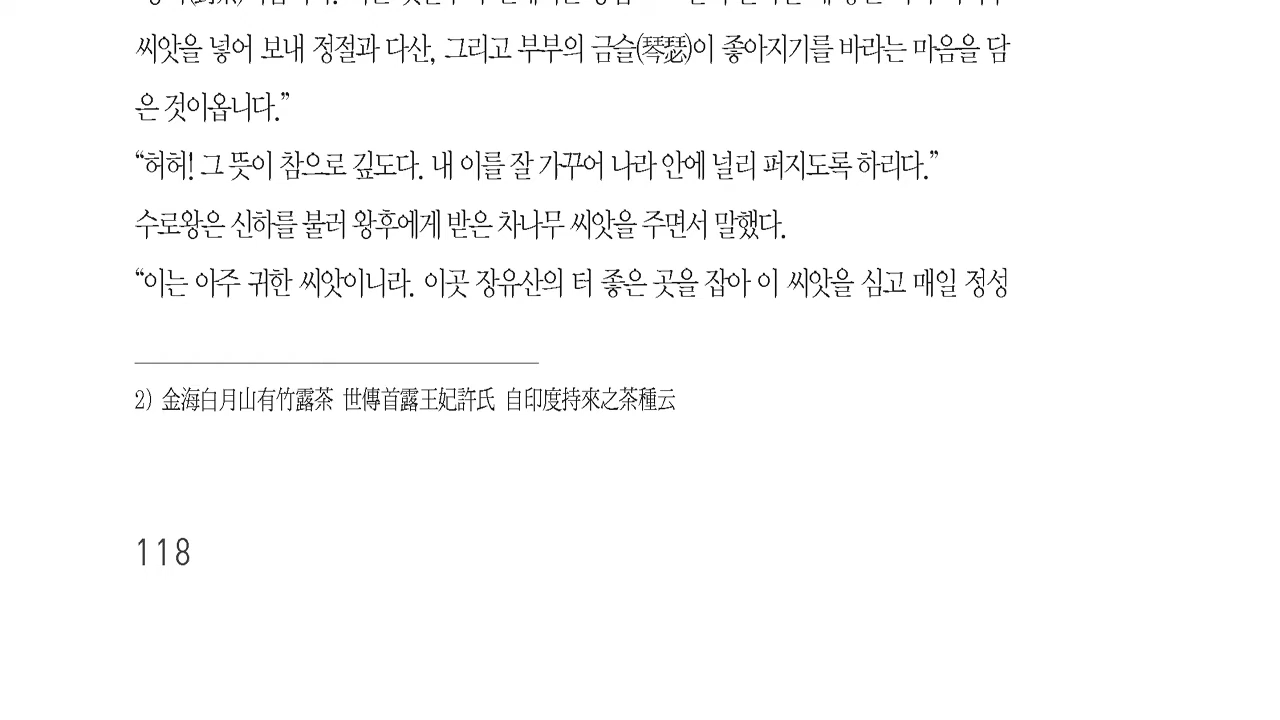 씨앗을 넣어 보내 정절과 다산, 그리고 부부의 금슬(琴瑟)이 좋아지기를 바라는 마음을 담
은 것이옵니다.”
“허허! 그 뜻이 참으로 깊도다. 내 이를 잘 가꾸어 나라 안에 널리 퍼지도록 하리다.”
수로왕은 신하를 불러 왕후에게 받은 차나무 씨앗을 주면서 말했다.
“이는 아주 귀한 씨앗이니라. 이곳 장유산의 터 좋은 곳을 잡아 이 씨앗을 심고 매일 정성
2) 金海白月山有竹露茶 世傳首露王妃許氏 自印度持來之茶種云
118